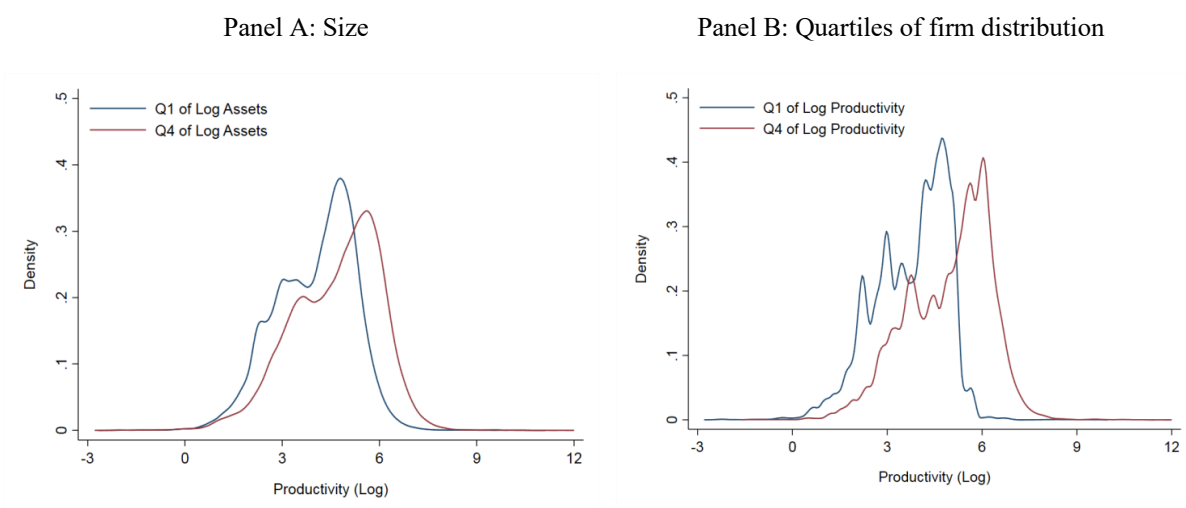 Panel A: Size
Panel B: Quartiles of firm distribution
Q1 of Log Assets
Q4 of Log Assets
Density
.5
.4
.3
.2
.1
0
-3
0
3
6
9
12
Productivity (Log)
Q1 of Log Productivity
Q4 of Log Productivity
Density
.5
.4
.3
.2
.1
0
-3
0
3
6
9
12
Productivity (Log)